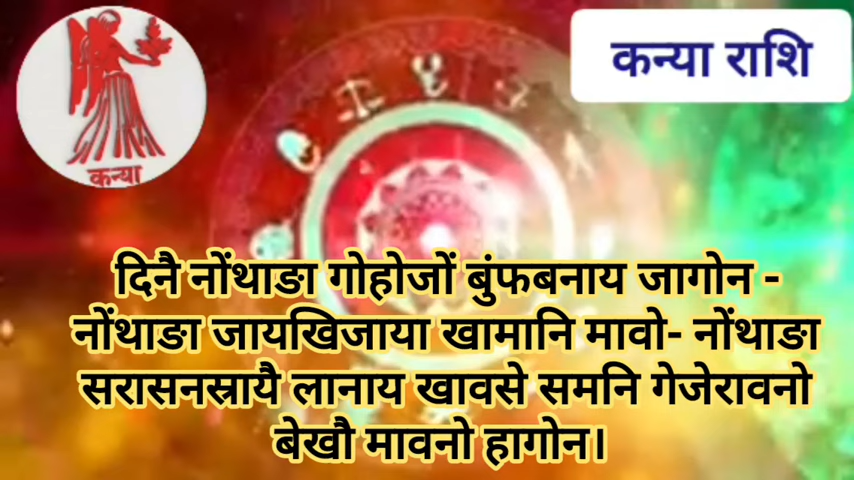 कन्या राशि
कन्या
दिनै नोंथाङा गोहोजों बुंफबनाय जागोन -
नोंथाङा जायखिजाया खामानि मावो- नोंथाङा
सरासनस्रायै लानाय खावसे समनि गेजेरावनो
बेखौ मावनो हागोन।